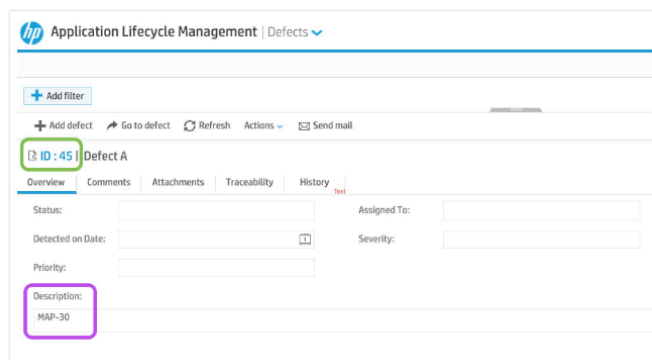 hp Application Lifecycle Management | Defects
Add filter
Add defect Go to defect Refresh Actions Send mail
ID : 45 | Defect A
Overview Comments Attachments Traceability History Text
Status: Assigned To:
Detected on Date: 1 Severity:
Priority:
Description:
MAP-30